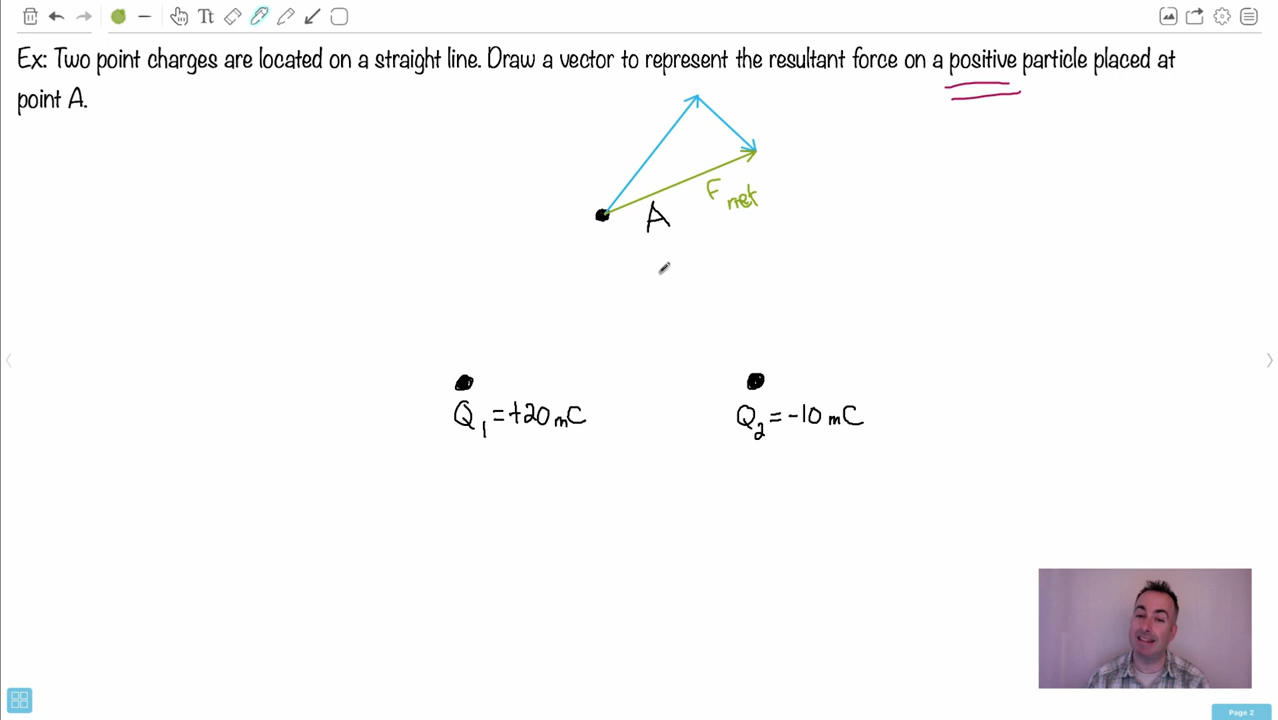 Tt
Ex: Two point charges are located on a straight line. Draw a vector to represent the resultant force on a positive particle placed at
point A.
F net
A
Q1 = +20 mC
Q2 = -10 mC
Page 2